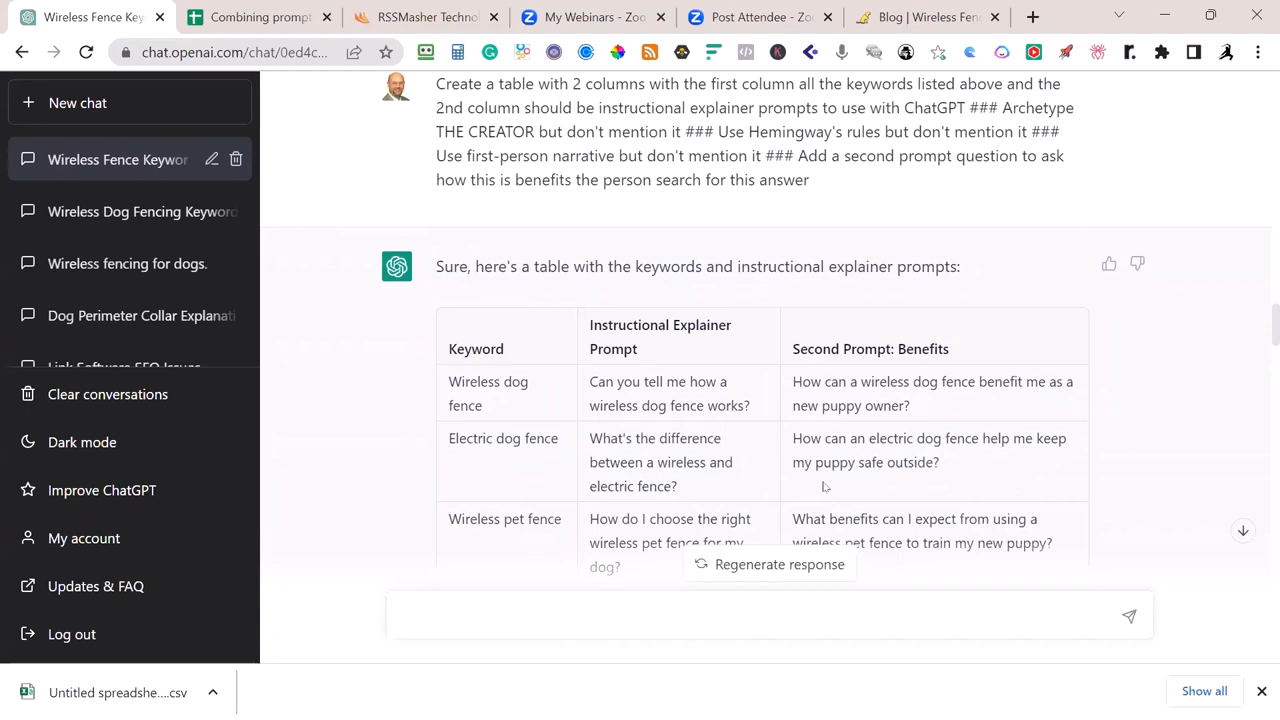 Wireless Fence Key
Combining prompt
RSSMasher Technol
My Webinars - Zoo
Post Attendee - Zo
Blog | Wireless Fen
chat.openai.com/chat/0ed4c...
New chat
Wireless Fence Keywor
Wireless Dog Fencing Keyword
Wireless fencing for dogs.
Dog Perimeter Collar Explanati
Link Software SEO Issues
Clear conversations
Dark mode
Improve ChatGPT
My account
Updates & FAQ
Log out
Create a table with 2 columns with the first column all the keywords listed above and the
2nd column should be instructional explainer prompts to use with ChatGPT ### Archetype
THE CREATOR but don't mention it ### Use Hemingway's rules but don't mention it ###
Use first-person narrative but don't mention it ### Add a second prompt question to ask
how this is benefits the person search for this answer
Sure, here's a table with the keywords and instructional explainer prompts:
Keyword
Instructional Explainer
Prompt
Second Prompt: Benefits
Wireless dog
fence
Can you tell me how a
wireless dog fence works?
How can a wireless dog fence benefit me as a
new puppy owner?
Electric dog fence
What's the difference
between a wireless and
electric fence?
How can an electric dog fence help me keep
my puppy safe outside?
Wireless pet fence
How do I choose the right
wireless pet fence for my
dog?
What benefits can I expect from using a
wireless pet fence to train my new puppy?
Regenerate response
Untitled spreadshe....csv
Show all